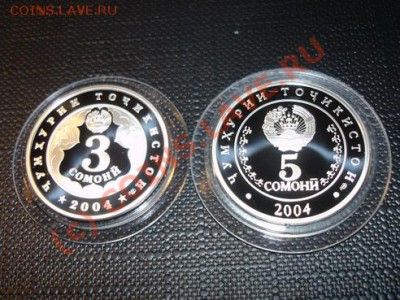 COINS.LAVE.RU
ҶУМҲУРИИ ТОҶИКИСТОН
3
СОМОНӢ
2004
ҶУМҲУРИИ ТОҶИКИСТОН
5
СОМОНӢ
2004